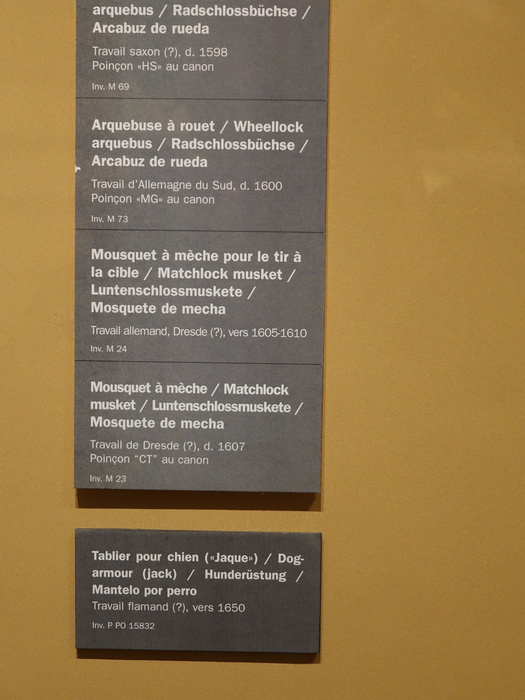 arquebus / Radschlossbüchse /
Arcabuz de rueda
Travail saxon (?), d. 1598
Poinçon «HS» au canon
Inv. M 69
Arquebuse à rouet / Wheellock
arquebus / Radschlossbüchse /
Arcabuz de rueda
Travail d'Allemagne du Sud, d. 1600
Poinçon «MG» au canon
Inv. M 73
Mousquet à mèche pour le tir à
la cible / Matchlock musket /
Luntenschlossmuskete /
Mosquete de mecha
Travail allemand, Dresde (?), vers 1605-1610
Inv. M 24
Mousquet à mèche / Matchlock
musket / Luntenschlossmuskete /
Mosquete de mecha
Travail de Dresde (?), d. 1607
Poinçon "CT" au canon
Inv. M 23
Tablier pour chien («Jaque») / Dog-
armour (jack) / Hunderüstung /
Mantelo por perro
Travail flamand (?), vers 1650
Inv. P PO 15832